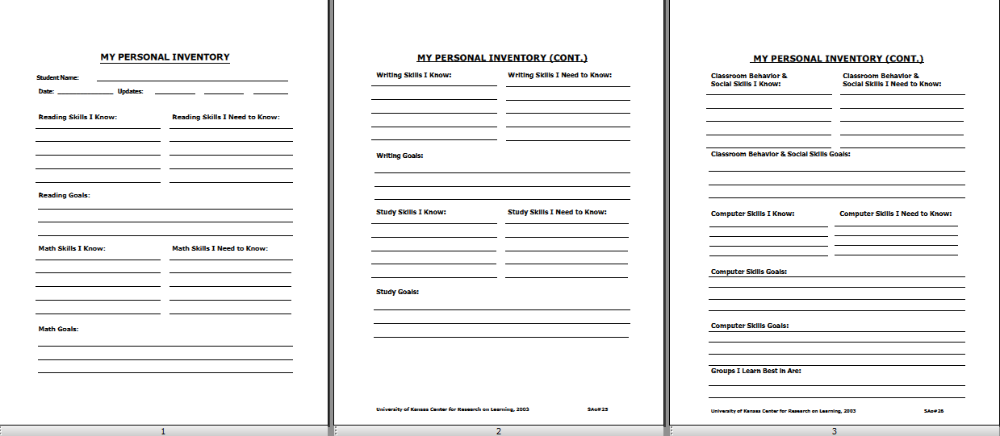 MY PERSONAL INVENTORY
Student Name:
Date: Updates:
Reading Skills I Know: Reading Skills I Need to Know:
Reading Goals:
Math Skills I Know: Math Skills I Need to Know:
Math Goals:
1
MY PERSONAL INVENTORY (CONT.)
Writing Skills I Know: Writing Skills I Need to Know:
Writing Goals:
Study Skills I Know: Study Skills I Need to Know:
Study Goals:
University of Kansas Center for Research on Learning, 2003 SAo#25
2
MY PERSONAL INVENTORY (CONT.)
Classroom Behavior &
Social Skills I Know:
Classroom Behavior &
Social Skills I Need to Know:
Classroom Behavior & Social Skills Goals:
Computer Skills I Know: Computer Skills I Need to Know:
Computer Skills Goals:
Computer Skills Goals:
Groups I Learn Best In Are:
University of Kansas Center for Research on Learning, 2003 SAo#26
3